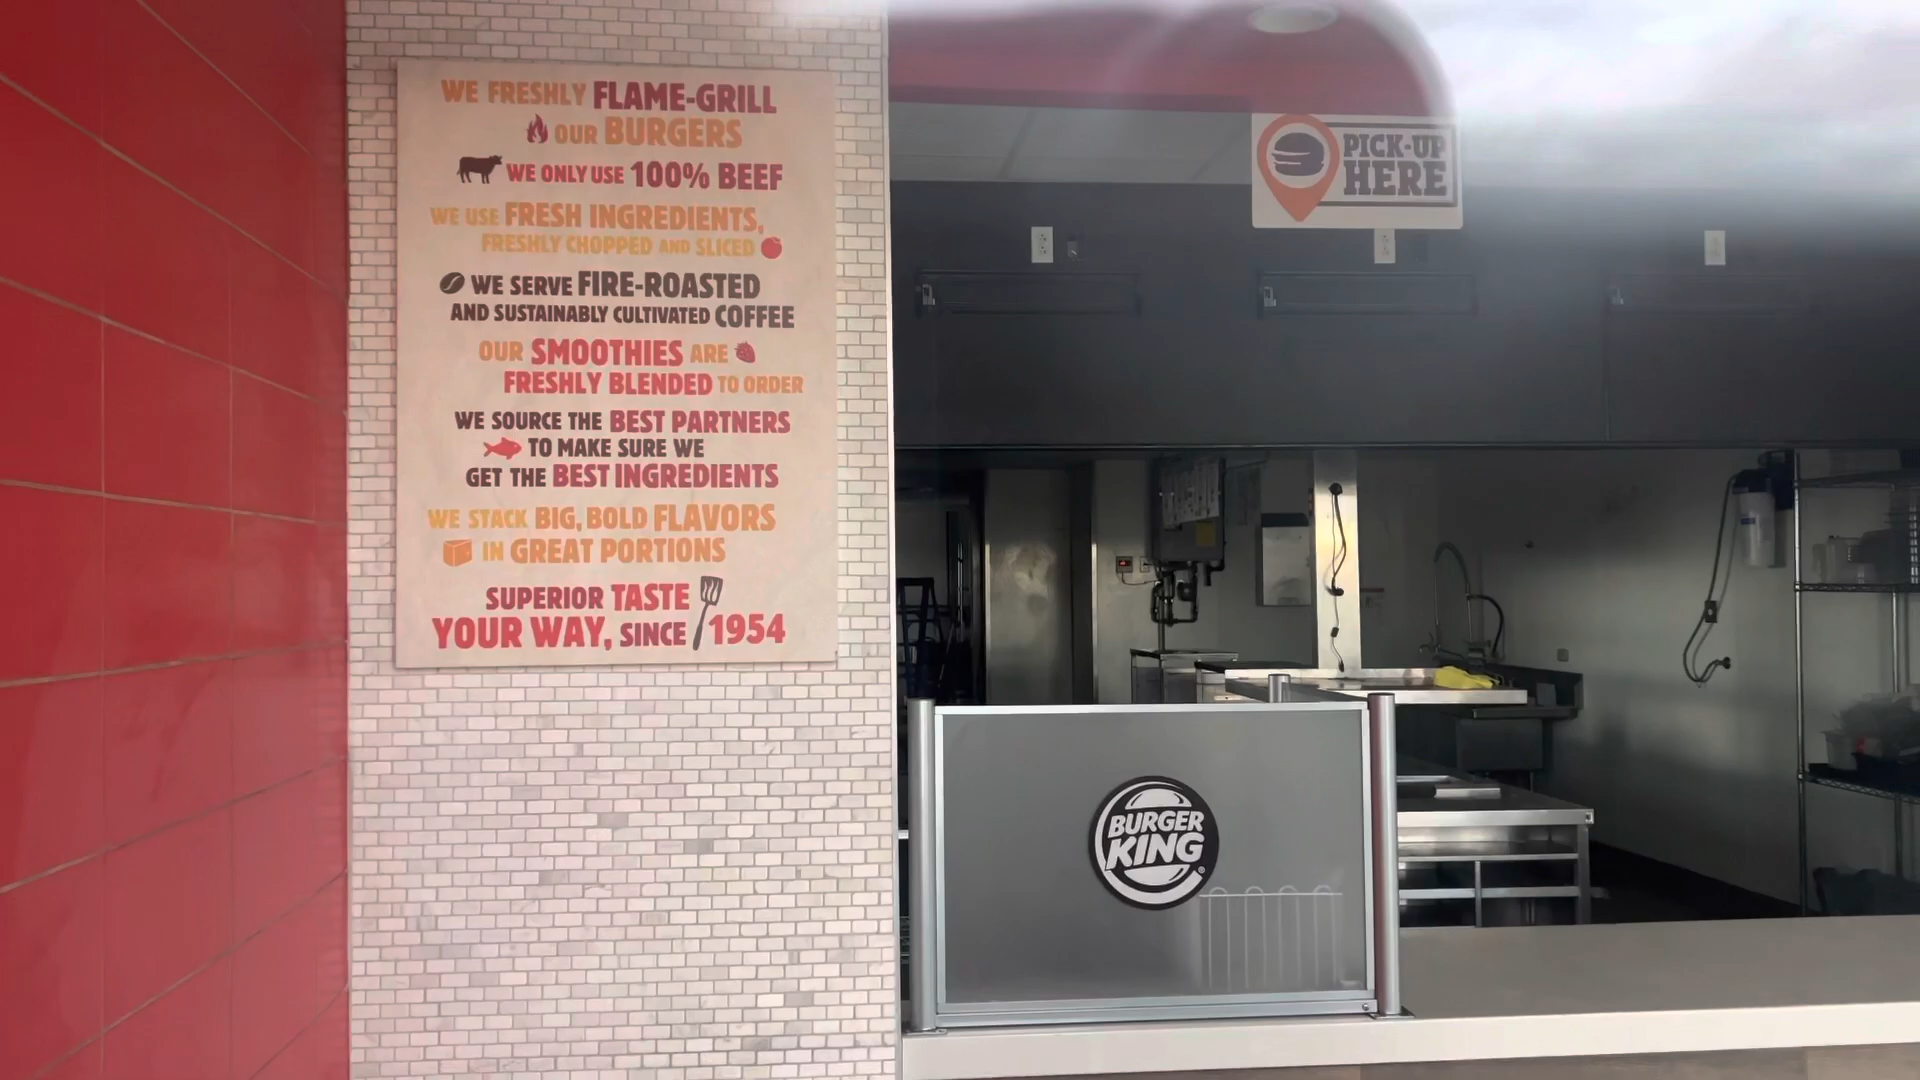 WE FRESHLY FLAME-GRILL
OUR BURGERS
WE ONLY USE 100% BEEF
WE USE FRESH INGREDIENTS,
FRESHLY CHOPPED AND SLICED
WE SERVE FIRE-ROASTED
AND SUSTAINABLY CULTIVATED COFFEE
OUR SMOOTHIES ARE
FRESHLY BLENDED TO ORDER
WE SOURCE THE BEST PARTNERS
TO MAKE SURE WE
GET THE BEST INGREDIENTS
WE STACK BIG, BOLD FLAVORS
IN GREAT PORTIONS
SUPERIOR TASTE
YOUR WAY, SINCE 1954
PICK-UP
HERE
BURGER
KING®